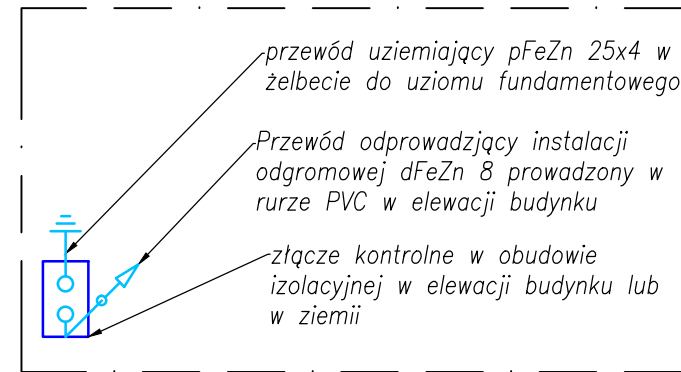 przewód uziemiający pFeZn 25x4 w
żelbecie do uziomu fundamentowego
Przewód odprowadzjący instalacji
odgromowej dFeZn 8 prowadzony w
rurze PVC w elewacji budynku
złącze kontrolne w obudowie
izolacyjnej w elewacji budynku lub
w ziemii